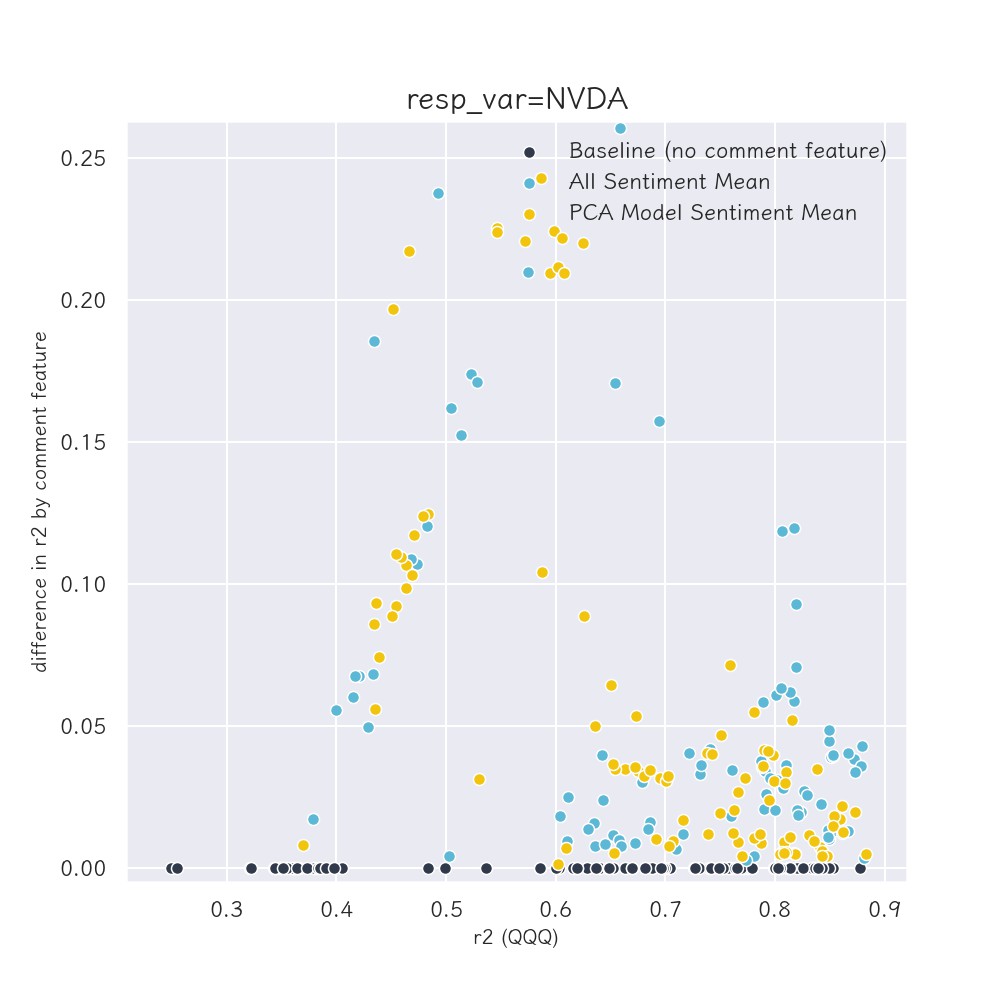 resp_var=NVDA
Baseline (no comment feature)
All Sentiment Mean
PCA Model Sentiment Mean
difference in r2 by comment feature
0.25
0.20
0.15
0.10
0.05
0.00
0.3 0.4 0.5 0.6 0.7 0.8 0.9
r2 (QQQ)